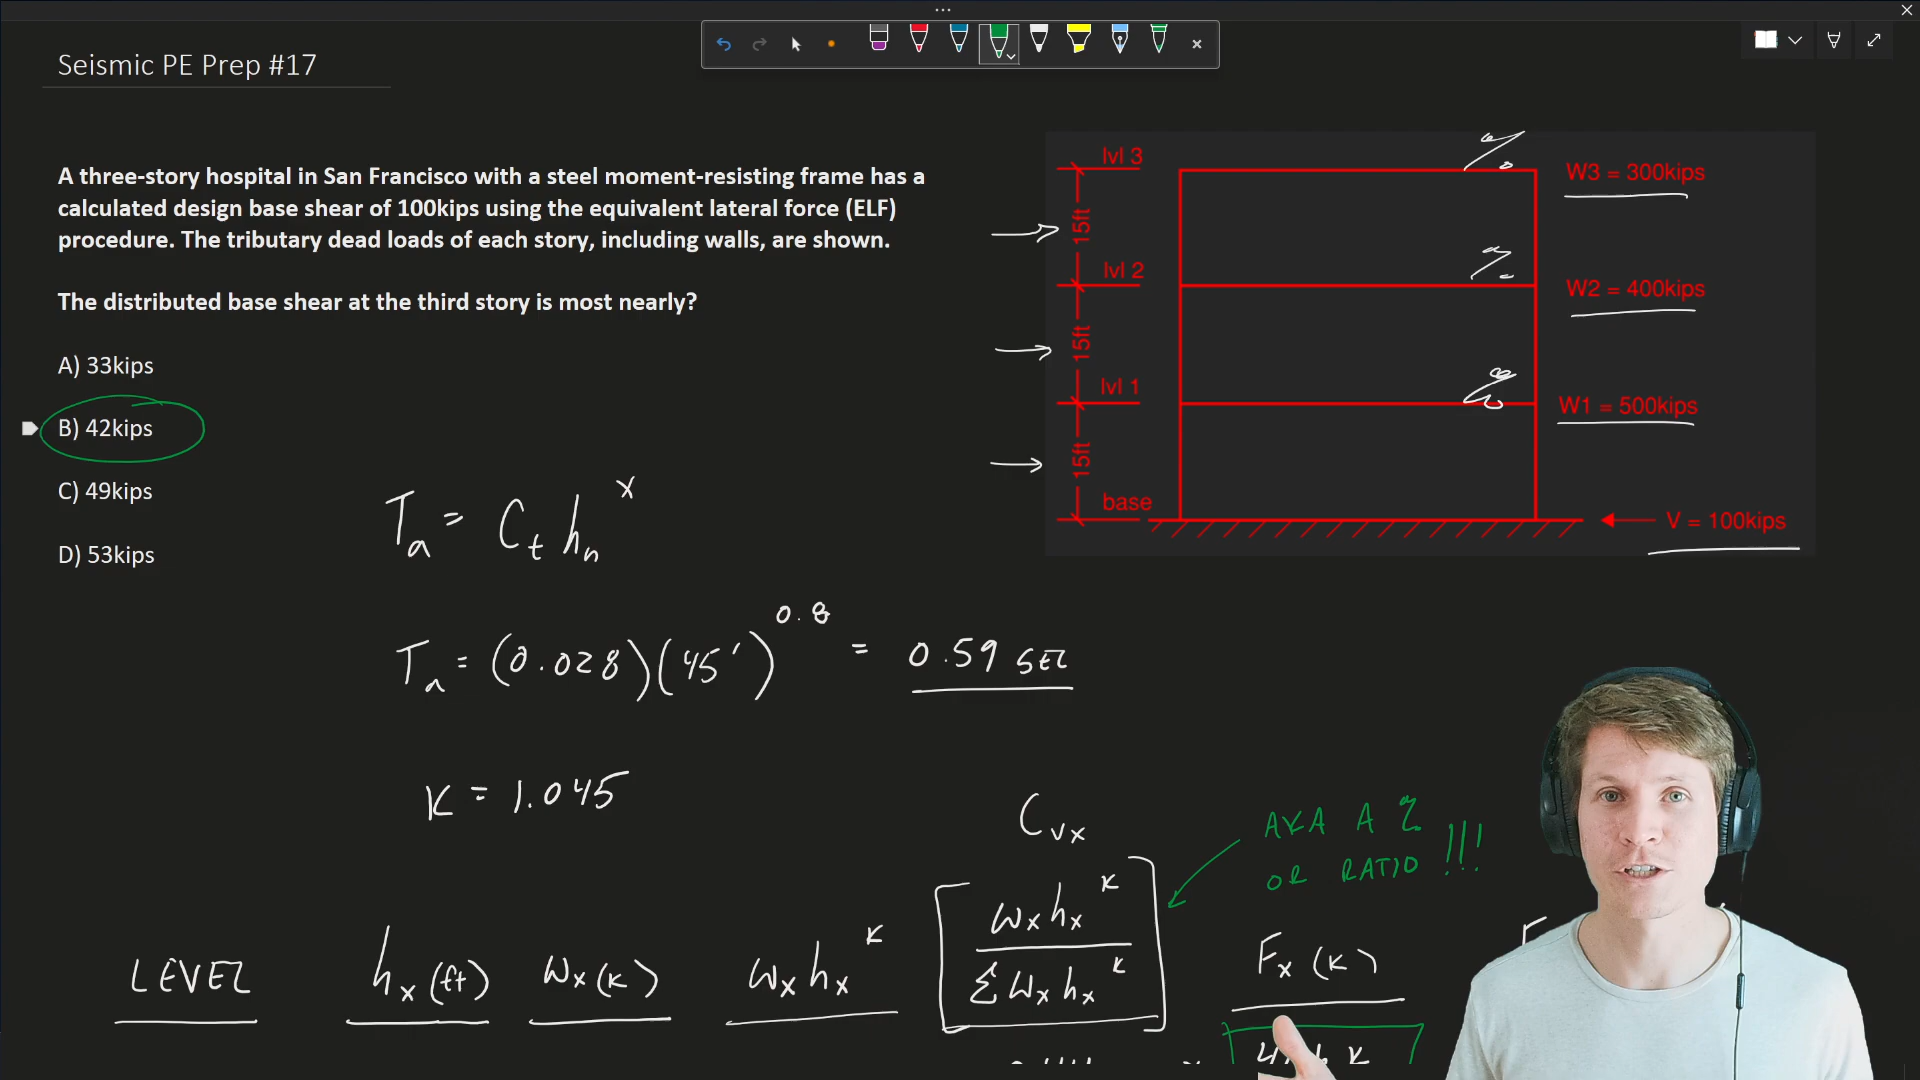 Seismic PE Prep #17
A three-story hospital in San Francisco with a steel moment-resisting frame has a
calculated design base shear of 100kips using the equivalent lateral force (ELF)
procedure. The tributary dead loads of each story, including walls, are shown.
The distributed base shear at the third story is most nearly?
A) 33kips
B) 42kips
C) 49kips
D) 53kips
lvl 3
15ft
lvl 2
15ft
lvl 1
15ft
base
%
%
%
W3 = 300kips
W2 = 400kips
W1 = 500kips
V = 100kips
Ta = Ct hn^x
Ta = (0.028)(45')^0.8 = 0.59 SEC
K = 1.045
Cvx
AKA A %
OR RATIO !!!
LEVEL hx (ft) Wx (K) Wx hx^K [Wx hx^K / Σ Wx hx^K] Fx (K)